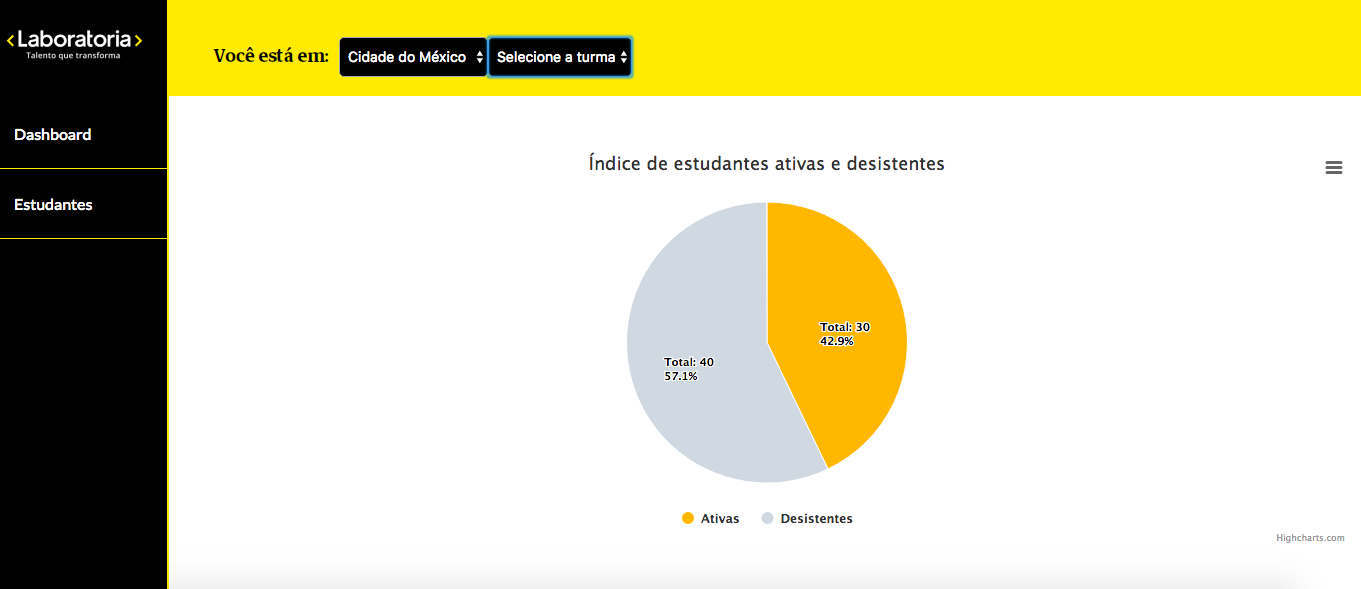 <Laboratoria>
Talento que transforma
Você está em:
Cidade do México
Selecione a turma
Dashboard
Estudantes
Índice de estudantes ativas e desistentes
Total: 30
42.9%
Total: 40
57.1%
Ativas
Desistentes
Highcharts.com